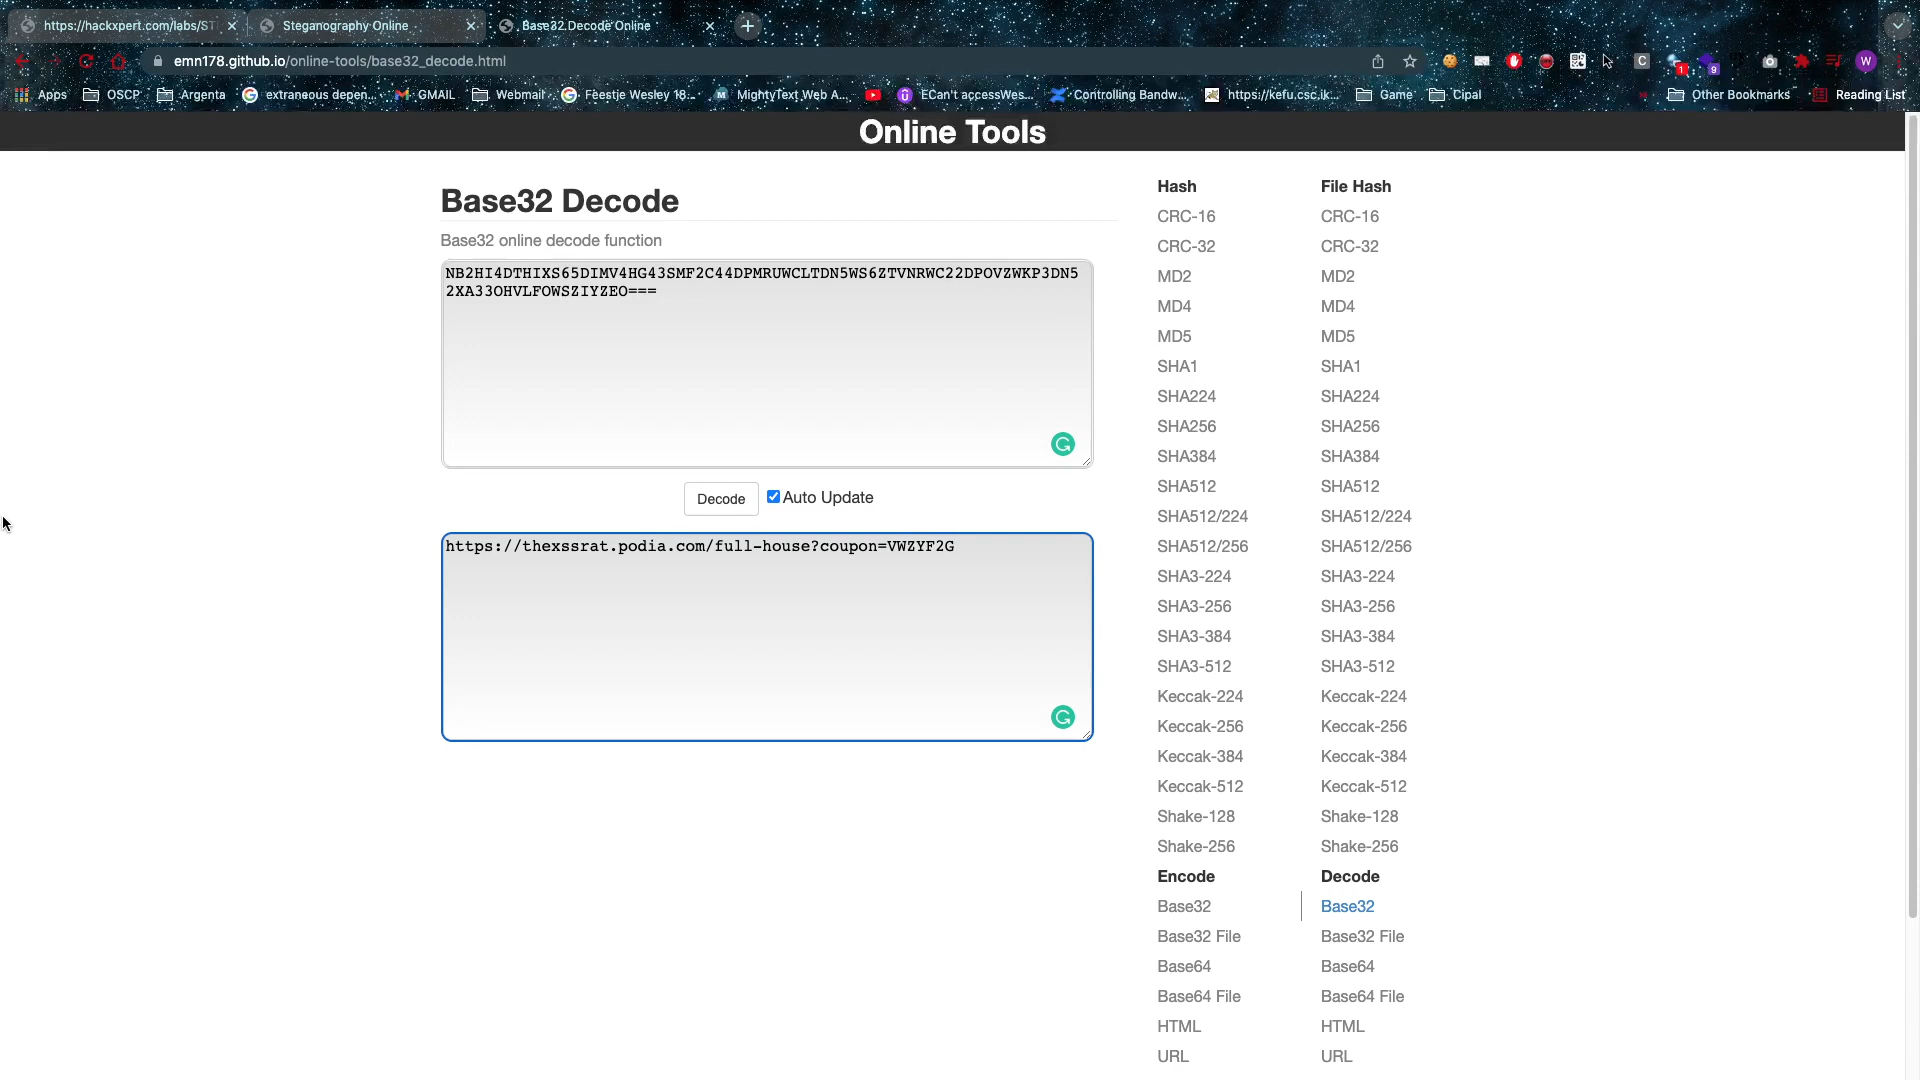 https://hackxpert.com/labs/ST
Steganography Online
Base32 Decode Online
emn178.github.io/online-tools/base32_decode.html
Apps
OSCP
Argenta
extraneous depen...
GMAIL
Webmail
Feestje Wesley 18...
MightyText Web A...
ECan't accessWes...
Controlling Bandw...
https://kefu.csc.ik...
Game
Cipal
Other Bookmarks
Reading List
Online Tools
Base32 Decode
Base32 online decode function
NB2HI4DTHIXS65DIMV4HG43SMF2C44DPMRUWCLTDN5WS6ZTVNRWC22DPOVZWKP3DN5
2XA33OHVLFOWSZIYZEO===
Decode
Auto Update
https://thexssrat.podia.com/full-house?coupon=VWZYF2G
Hash
CRC-16
CRC-32
MD2
MD4
MD5
SHA1
SHA224
SHA256
SHA384
SHA512
SHA512/224
SHA512/256
SHA3-224
SHA3-256
SHA3-384
SHA3-512
Keccak-224
Keccak-256
Keccak-384
Keccak-512
Shake-128
Shake-256
Encode
Base32
Base32 File
Base64
Base64 File
HTML
URL
File Hash
CRC-16
CRC-32
MD2
MD4
MD5
SHA1
SHA224
SHA256
SHA384
SHA512
SHA512/224
SHA512/256
SHA3-224
SHA3-256
SHA3-384
SHA3-512
Keccak-224
Keccak-256
Keccak-384
Keccak-512
Shake-128
Shake-256
Decode
Base32
Base32 File
Base64
Base64 File
HTML
URL